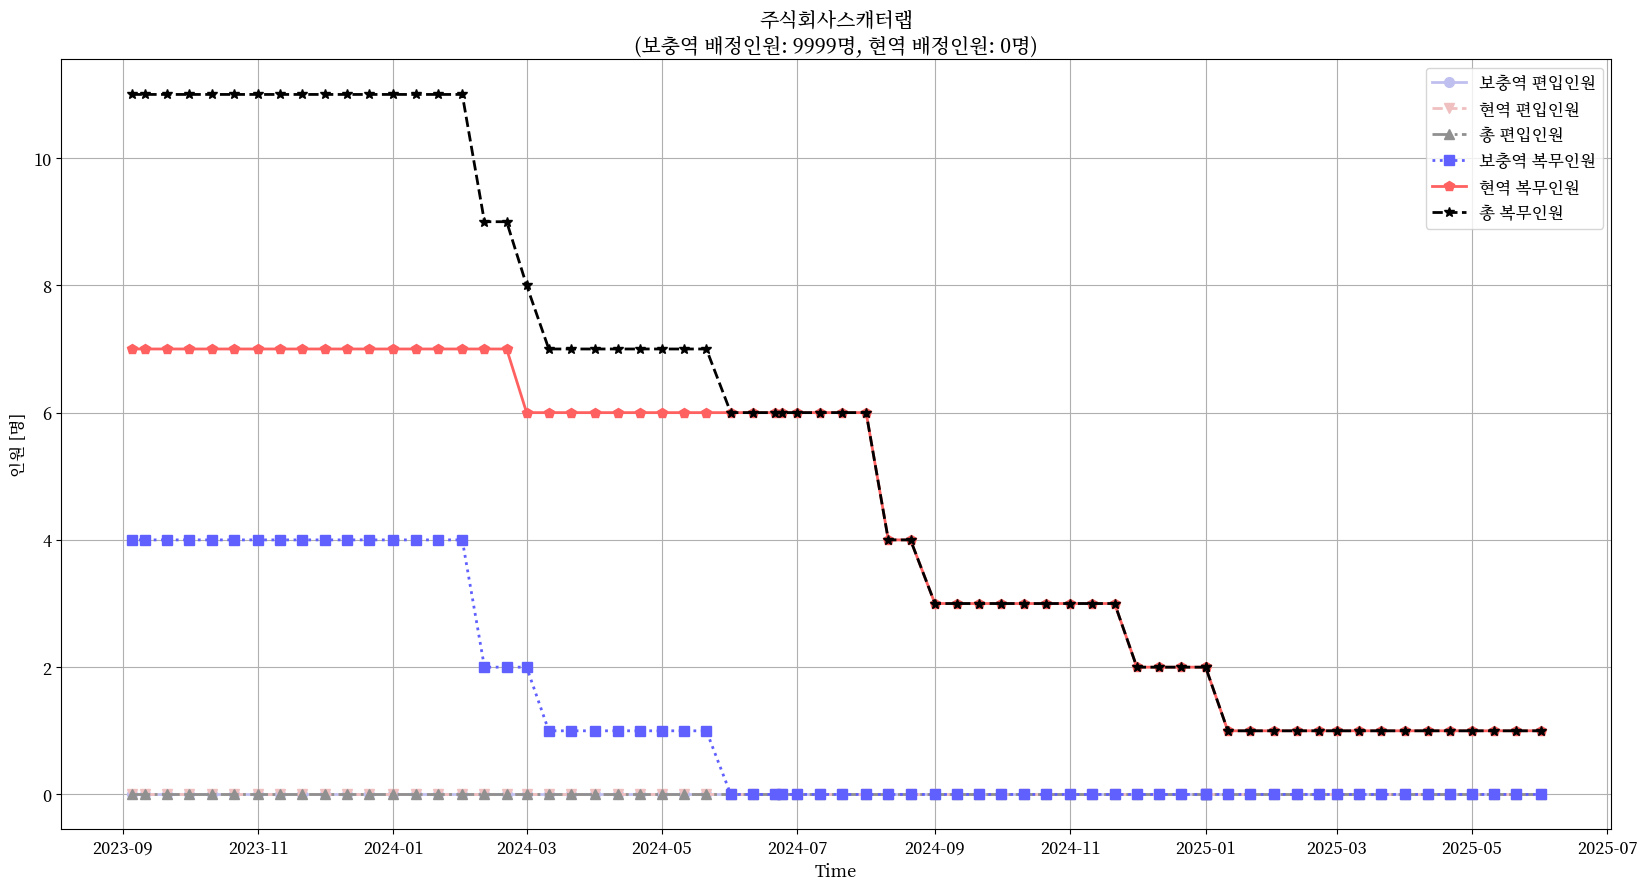 주식회사스캐터랩
(보충역 배정인원: 9999명, 현역 배정인원: 0명)
보충역 편입인원
현역 편입인원
총 편입인원
보충역 복무인원
현역 복무인원
총 복무인원
인원 [명]
10
8
6
4
2
0
2023-09
2023-11
2024-01
2024-03
2024-05
2024-07
2024-09
2024-11
2025-01
2025-03
2025-05
2025-07
Time